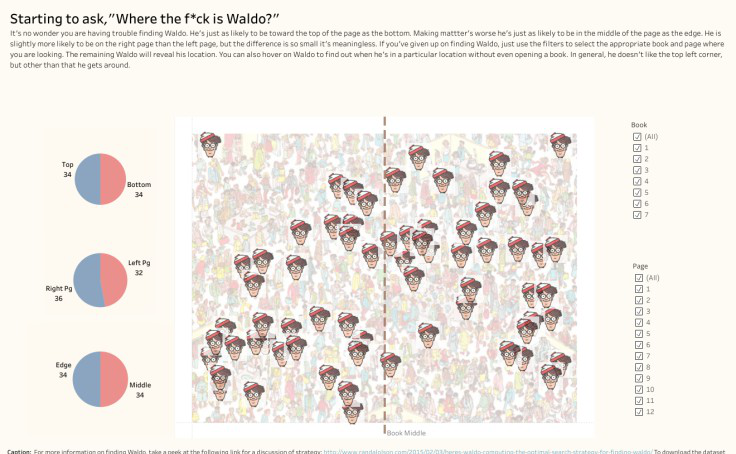 Starting to ask,"Where the f*ck is Waldo?"
It's no wonder you are having trouble finding Waldo. He's just as likely to be toward the top of the page as the bottom. Making mattter's worse he's just as likely to be in the middle of the page as the edge. He is
slightly more likely to be on the right page than the left page, but the difference is so small it's meaningless. If you've given up on finding Waldo, just use the filters to select the appropriate book and page where
you are looking. The remaining Waldo will reveal his location. You can also hover on Waldo to find out when he's in a particular location without even opening a book. In general, he doesn't like the top left corner,
but other than that he gets around.
Top
34
Bottom
34
Left Pg
32
Right Pg
36
Edge
34
Middle
34
Book Middle
Book
(All)
1
2
3
4
5
6
7
Page
(All)
1
2
3
4
5
6
7
8
9
10
11
12
Caption: For more information on finding Waldo, take a peek at the following link for a discussion of strategy: http://www.randalolson.com/2015/02/03/heres-waldo-computing-the-optimal-search-strategy-for-finding-waldo/ To download the dataset